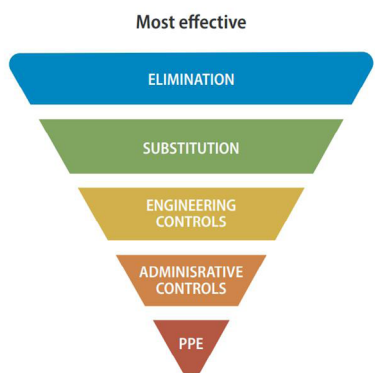 Most effective
ELIMINATION
SUBSTITUTION
ENGINEERING
CONTROLS
ADMINISRATIVE
CONTROLS
PPE